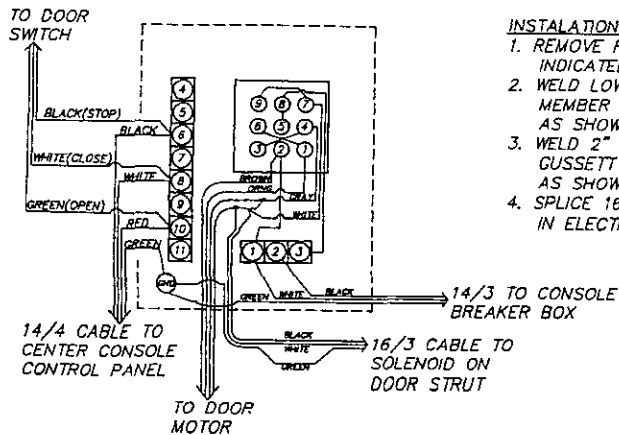 TO DOOR
SWITCH
BLACK(STOP)
BLACK
WHITE(CLOSE)
WHITE
GREEN(OPEN)
RED
GREEN
4
5
6
7
8
9
10
11
GND
9 8 7
6 5 4
3 2 1
BROWN
ORNG
GRAY
WHITE
1 2 3
GREEN
WHITE
BLACK
14/3 TO CONSOLE
BREAKER BOX
BLACK
WHITE
GREEN
16/3 CABLE TO
SOLENOID ON
DOOR STRUT
14/4 CABLE TO
CENTER CONSOLE
CONTROL PANEL
TO DOOR
MOTOR
INSTALATION
1. REMOVE
INDICATE
2. WELD LOW
MEMBER
AS SHOW
3. WELD 2"
GUSSETT
AS SHOW
4. SPLICE 16
IN ELECT